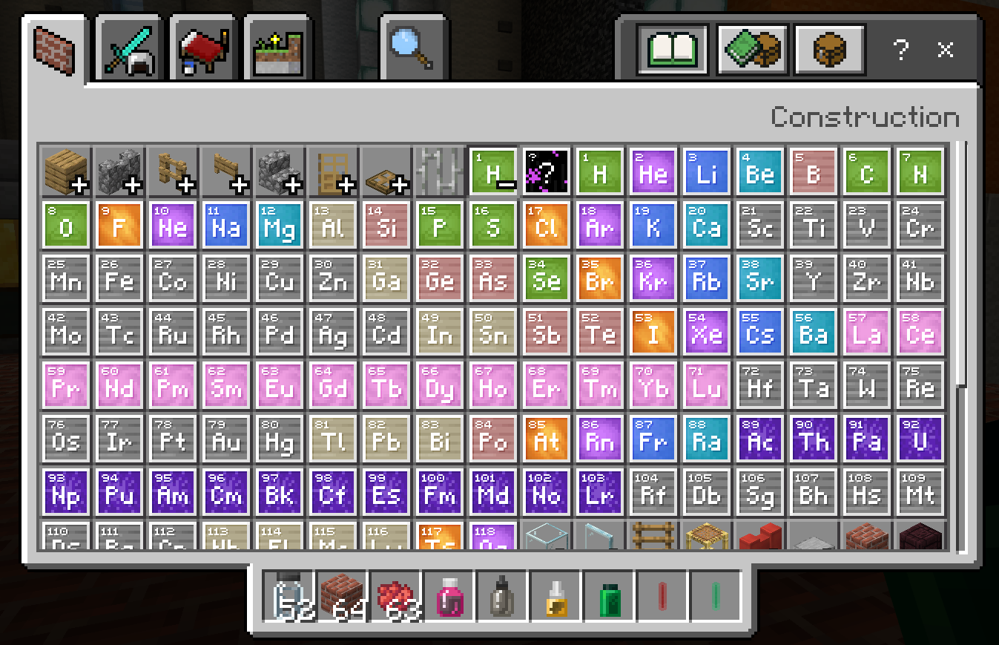 ? ×
Construction
+ + + + + + + 1 H − ? ? 1 H 2 He 3 Li 4 Be 5 B 6 C 7 N
8 O 9 F 10 Ne 11 Na 12 Mg 13 Al 14 Si 15 P 16 S 17 Cl 18 Ar 19 K 20 Ca 21 Sc 22 Ti 23 V 24 Cr
25 Mn 26 Fe 27 Co 28 Ni 29 Cu 30 Zn 31 Ga 32 Ge 33 As 34 Se 35 Br 36 Kr 37 Rb 38 Sr 39 Y 40 Zr 41 Nb
42 Mo 43 Tc 44 Ru 45 Rh 46 Pd 47 Ag 48 Cd 49 In 50 Sn 51 Sb 52 Te 53 I 54 Xe 55 Cs 56 Ba 57 La 58 Ce
59 Pr 60 Nd 61 Pm 62 Sm 63 Eu 64 Gd 65 Tb 66 Dy 67 Ho 68 Er 69 Tm 70 Yb 71 Lu 72 Hf 73 Ta 74 W 75 Re
76 Os 77 Ir 78 Pt 79 Au 80 Hg 81 Tl 82 Pb 83 Bi 84 Po 85 At 86 Rn 87 Fr 88 Ra 89 Ac 90 Th 91 Pa 92 U
93 Np 94 Pu 95 Am 96 Cm 97 Bk 98 Cf 99 Es 100 Fm 101 Md 102 No 103 Lr 104 Rf 105 Db 106 Sg 107 Bh 108 Hs 109 Mt
110 Ds 111 Rg 112 Cn 113 Nh 114 Fl 115 Mc 116 Lv 117 Ts 118 Og
52 64 63